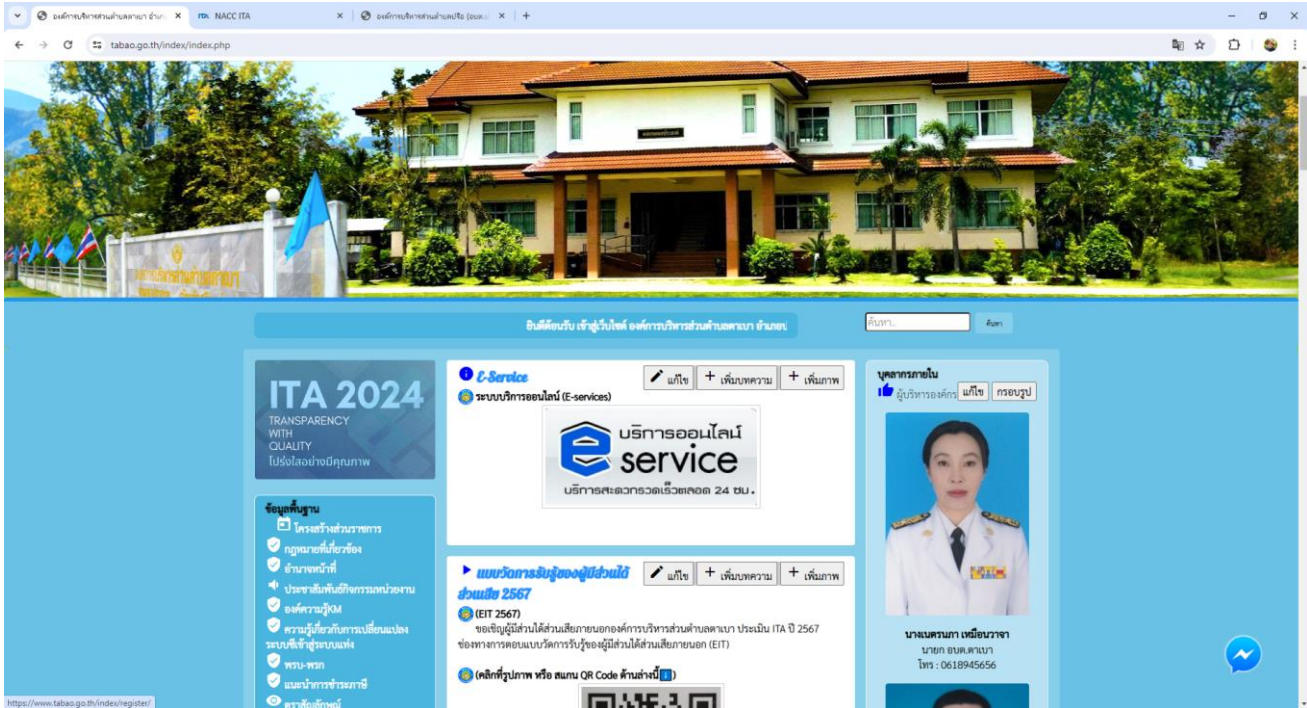 องค์การบริหารส่วนตำบลตาเบา อำเภ
NACC ITA
องค์การบริหารส่วนตำบลปรือ (อบต.ป
tabao.go.th/index/index.php
ยินดีต้อนรับ เข้าสู่เว็บไซต์ องค์การบริหารส่วนตำบลตาเบา อำเภอป
ค้นหา..
ค้นหา
ITA 2024
TRANSPARENCY
WITH
QUALITY
โปร่งใสอย่างมีคุณภาพ
ข้อมูลพื้นฐาน
โครงสร้างส่วนราชการ
กฎหมายที่เกี่ยวข้อง
อำนาจหน้าที่
ประชาสัมพันธ์กิจกรรมหน่วยงาน
องค์ความรู้KM
ความรู้เกี่ยวกับการเปลี่ยนแปลง
ระบบซีเข้าสู่ระบบแท่ง
พรบ-พรก
แนะนำการชำระภาษี
ตราสัญลักษณ์
E-Service
แก้ไข
+ เพิ่มบทความ
+ เพิ่มภาพ
ระบบบริการออนไลน์ (E-services)
บริการออนไลน์
e service
บริการสะดวกรวดเร็วตลอด 24 ชม.
แบบวัดการรับรู้ของผู้มีส่วนได้
ส่วนเสีย 2567
แก้ไข
+ เพิ่มบทความ
+ เพิ่มภาพ
(EIT 2567)
ขอเชิญผู้มีส่วนได้ส่วนเสียภายนอกองค์การบริหารส่วนตำบลตาเบา ประเมิน ITA ปี 2567
ช่องทางการตอบแบบวัดการรับรู้ของผู้มีส่วนได้ส่วนเสียภายนอก (EIT)
(คลิกที่รูปภาพ หรือ สแกน QR Code ด้านล่างนี้⬇)
บุคลากรภายใน
ผู้บริหารองค์กร
แก้ไข
กรอบรูป
นางเนตรนภา เหมือนวาจา
นายก อบต.ตาเบา
โทร : 0618945656
https://www.tabao.go.th/index/register/